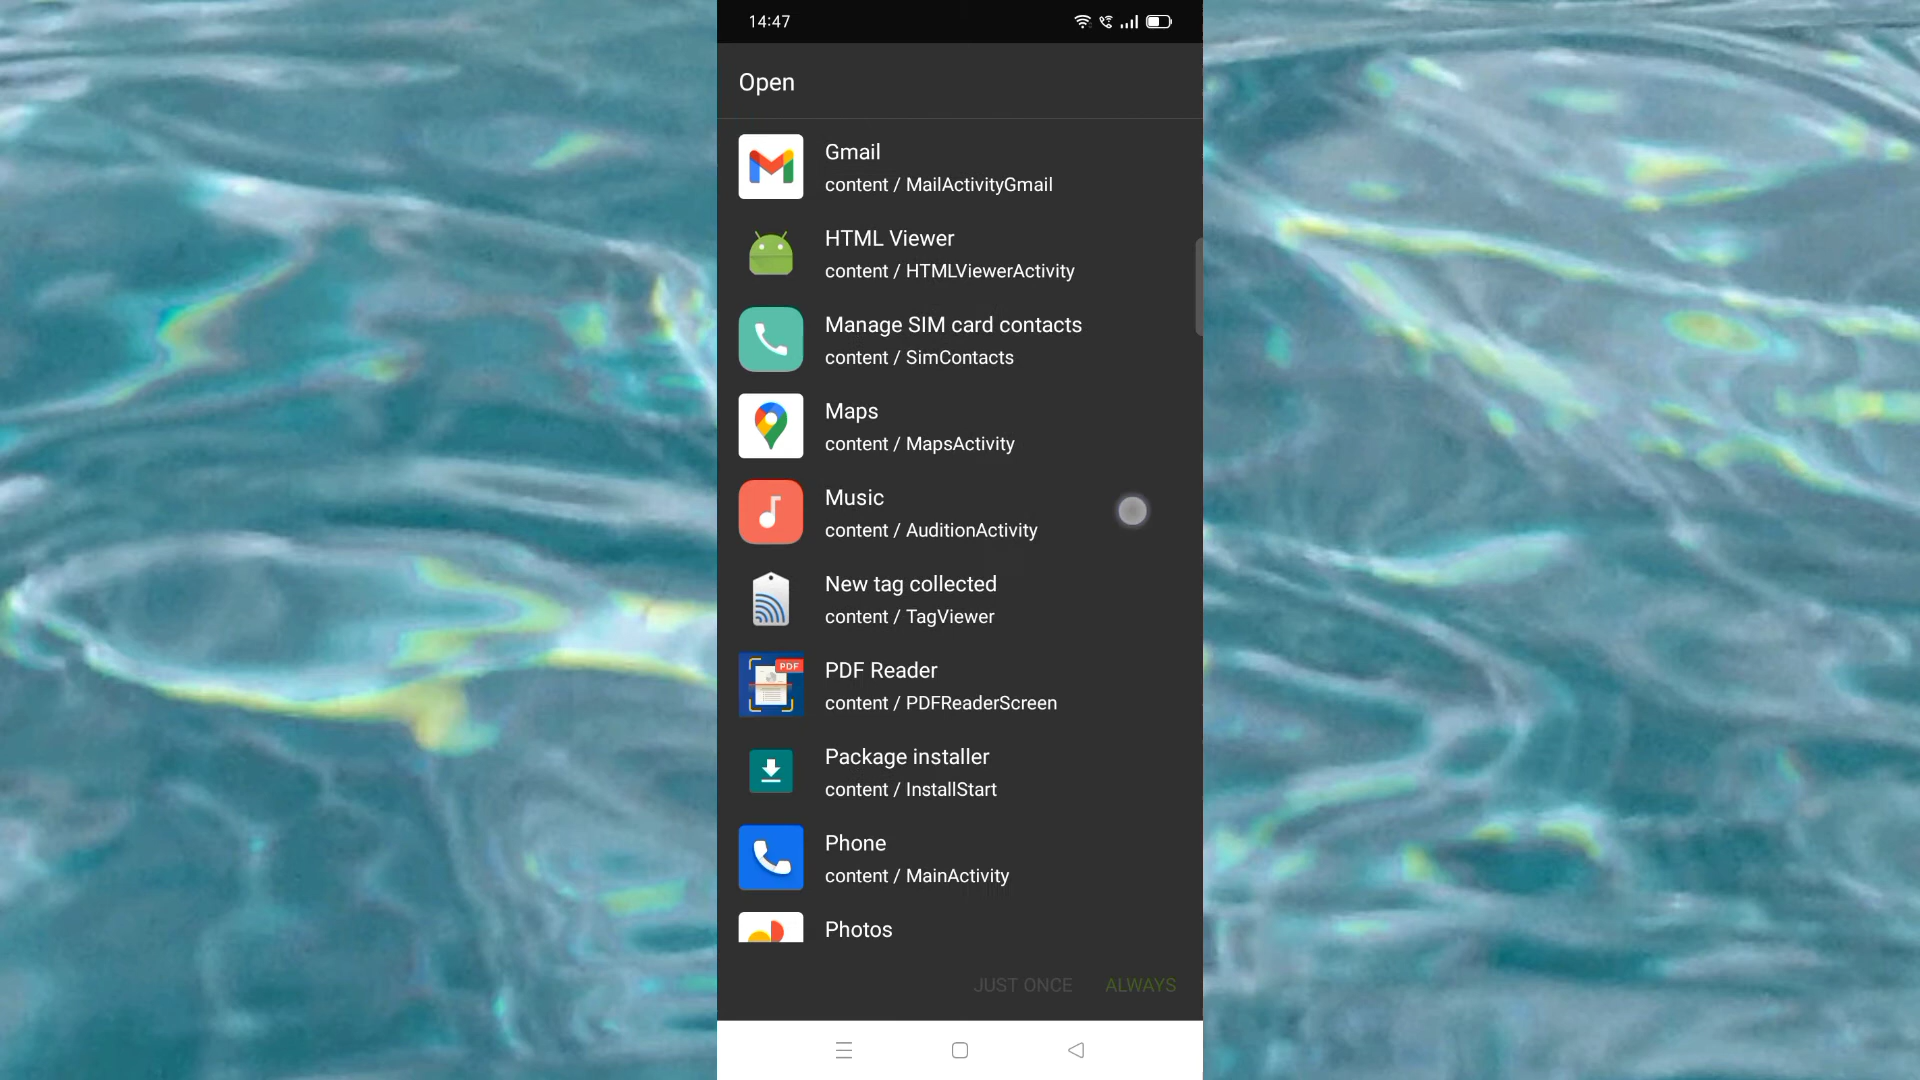 14:47
Open
Gmail
content / MailActivityGmail
HTML Viewer
content / HTMLViewerActivity
Manage SIM card contacts
content / SimContacts
Maps
content / MapsActivity
Music
content / AuditionActivity
New tag collected
content / TagViewer
PDF
PDF Reader
content / PDFReaderScreen
Package installer
content / InstallStart
Phone
content / MainActivity
Photos
JUST ONCE ALWAYS